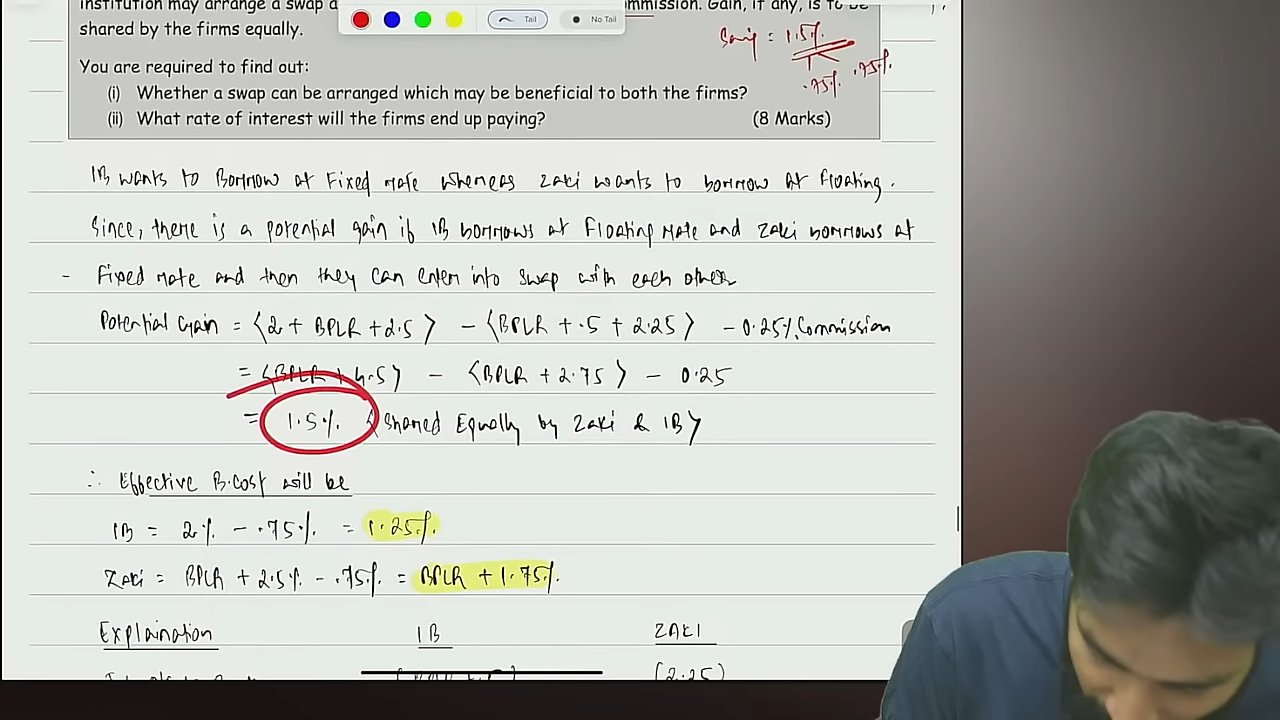 institution may arrange a swap a mmission. Gain, if any, is to be
shared by the firms equally.
Tail No Tail
= 1.5%
.75% .75%
You are required to find out:
(i) Whether a swap can be arranged which may be beneficial to both the firms?
(ii) What rate of interest will the firms end up paying? (8 Marks)
IB wants to Borrow at Fixed rate whereas Zaki wants to borrow at floating.
Since, there is a potential gain if IB borrows at Floating rate and Zaki borrows at
- Fixed rate and then they can enter into swap with each other
Potential Gain = (2 + BPLR + 2.5) - (BPLR + .5 + 2.25) - 0.25% Commission
= (BPLR + 4.5) - (BPLR + 2.75) - 0.25
= 1.5% (Shared Equally by Zaki & IB)
∴ Effective B.Cost will be
IB = 2% - .75% = 1.25%.
Zaki = BPLR + 2.5% - .75% = BPLR + 1.75%.
Explaination IB ZAKI
(2.25)